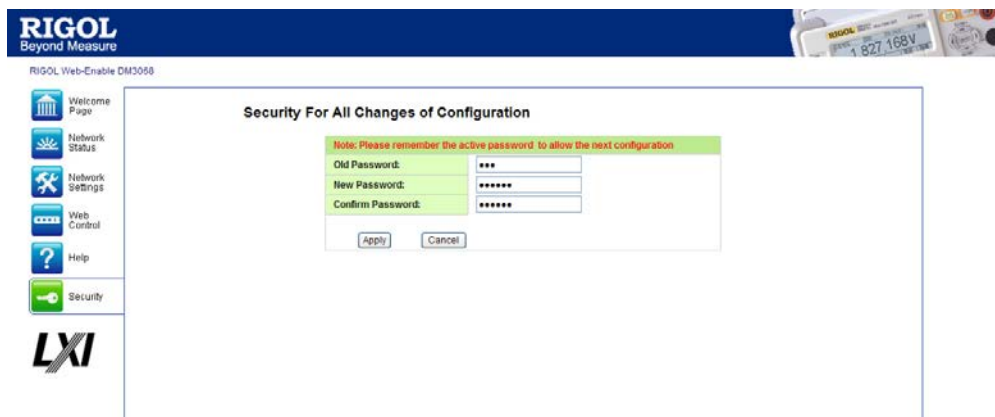 RIGOL
Beyond Measure
RIGOL
1.827,168V
RIGOL Web-Enable DM3068
Welcome
Page
Network
Status
Network
Settings
Web
Control
Help
Security
LXI
Security For All Changes of Configuration
Note: Please remember the active password to allow the next configuration
Old Password:
New Password:
Confirm Password:
Apply
Cancel